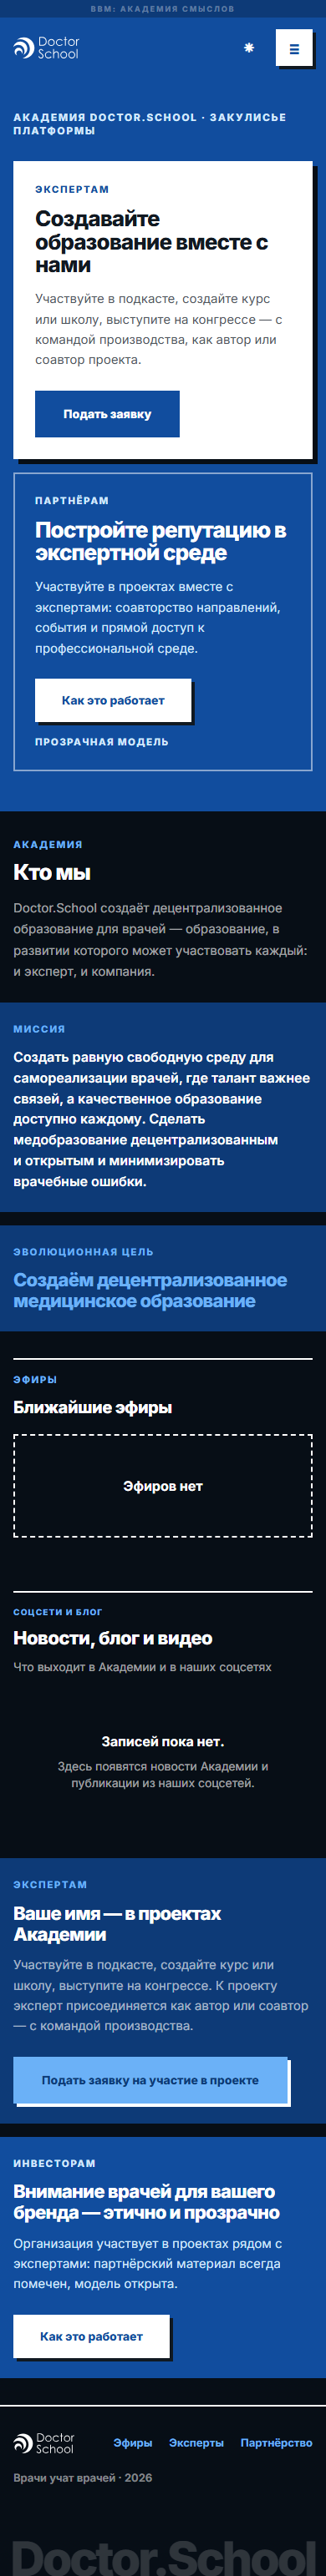 ВВМ: АКАДЕМИЯ СМЫСЛОВ
Doctor
School
АКАДЕМИЯ DOCTOR.SCHOOL · ЗАКУЛИСЬЕ
ПЛАТФОРМЫ
ЭКСПЕРТАМ
Создавайте
образование вместе с
нами
Участвуйте в подкасте, создайте курс
или школу, выступите на конгрессе — с
командой производства, как автор или
соавтор проекта.
Подать заявку
ПАРТНЁРАМ
Постройте репутацию в
экспертной среде
Участвуйте в проектах вместе с
экспертами: соавторство направлений,
события и прямой доступ к
профессиональной среде.
Как это работает
ПРОЗРАЧНАЯ МОДЕЛЬ
АКАДЕМИЯ
Кто мы
Doctor.School создаёт децентрализованное
образование для врачей — образование, в
развитии которого может участвовать каждый:
и эксперт, и компания.
МИССИЯ
Создать равную свободную среду для
самореализации врачей, где талант важнее
связей, а качественное образование
доступно каждому. Сделать
медобразование децентрализованным
и открытым и минимизировать
врачебные ошибки.
ЭВОЛЮЦИОННАЯ ЦЕЛЬ
Создаём децентрализованное
медицинское образование
ЭФИРЫ
Ближайшие эфиры
Эфиров нет
СОЦСЕТИ И БЛОГ
Новости, блог и видео
Что выходит в Академии и в наших соцсетях
Записей пока нет.
Здесь появятся новости Академии и
публикации из наших соцсетей.
ЭКСПЕРТАМ
Ваше имя — в проектах
Академии
Участвуйте в подкасте, создайте курс или
школу, выступите на конгрессе. К проекту
эксперт присоединяется как автор или соавтор
— с командой производства.
Подать заявку на участие в проекте
ИНВЕСТОРАМ
Внимание врачей для вашего
бренда — этично и прозрачно
Организация участвует в проектах рядом с
экспертами: партнёрский материал всегда
помечен, модель открыта.
Как это работает
Doctor
School
Эфиры Эксперты Партнёрство
Врачи учат врачей · 2026
Doctor.School